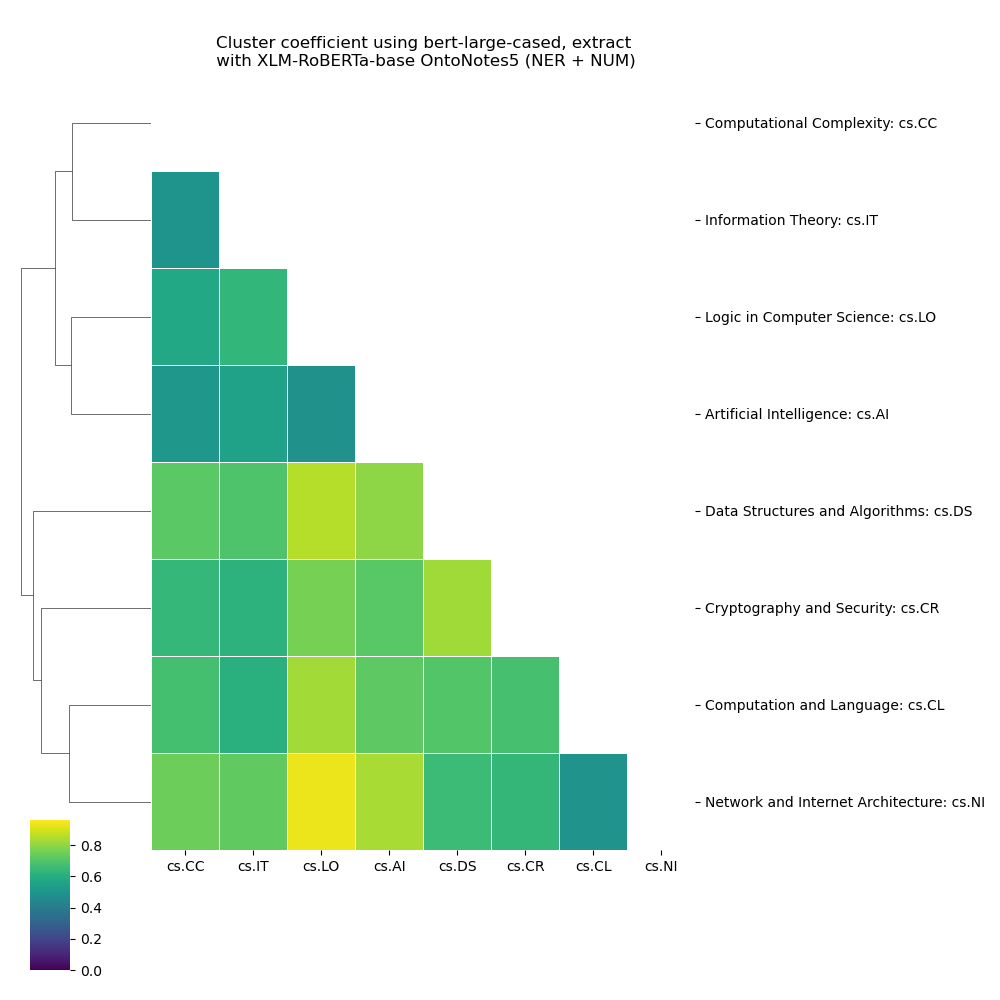 Cluster coefficient using bert-large-cased, extract
with XLM-RoBERTa-base OntoNotes5 (NER + NUM)
Computational Complexity: cs.CC
Information Theory: cs.IT
Logic in Computer Science: cs.LO
Artificial Intelligence: cs.AI
Data Structures and Algorithms: cs.DS
Cryptography and Security: cs.CR
Computation and Language: cs.CL
Network and Internet Architecture: cs.NI
cs.CC cs.IT cs.LO cs.AI cs.DS cs.CR cs.CL cs.NI
0.8
0.6
0.4
0.2
0.0